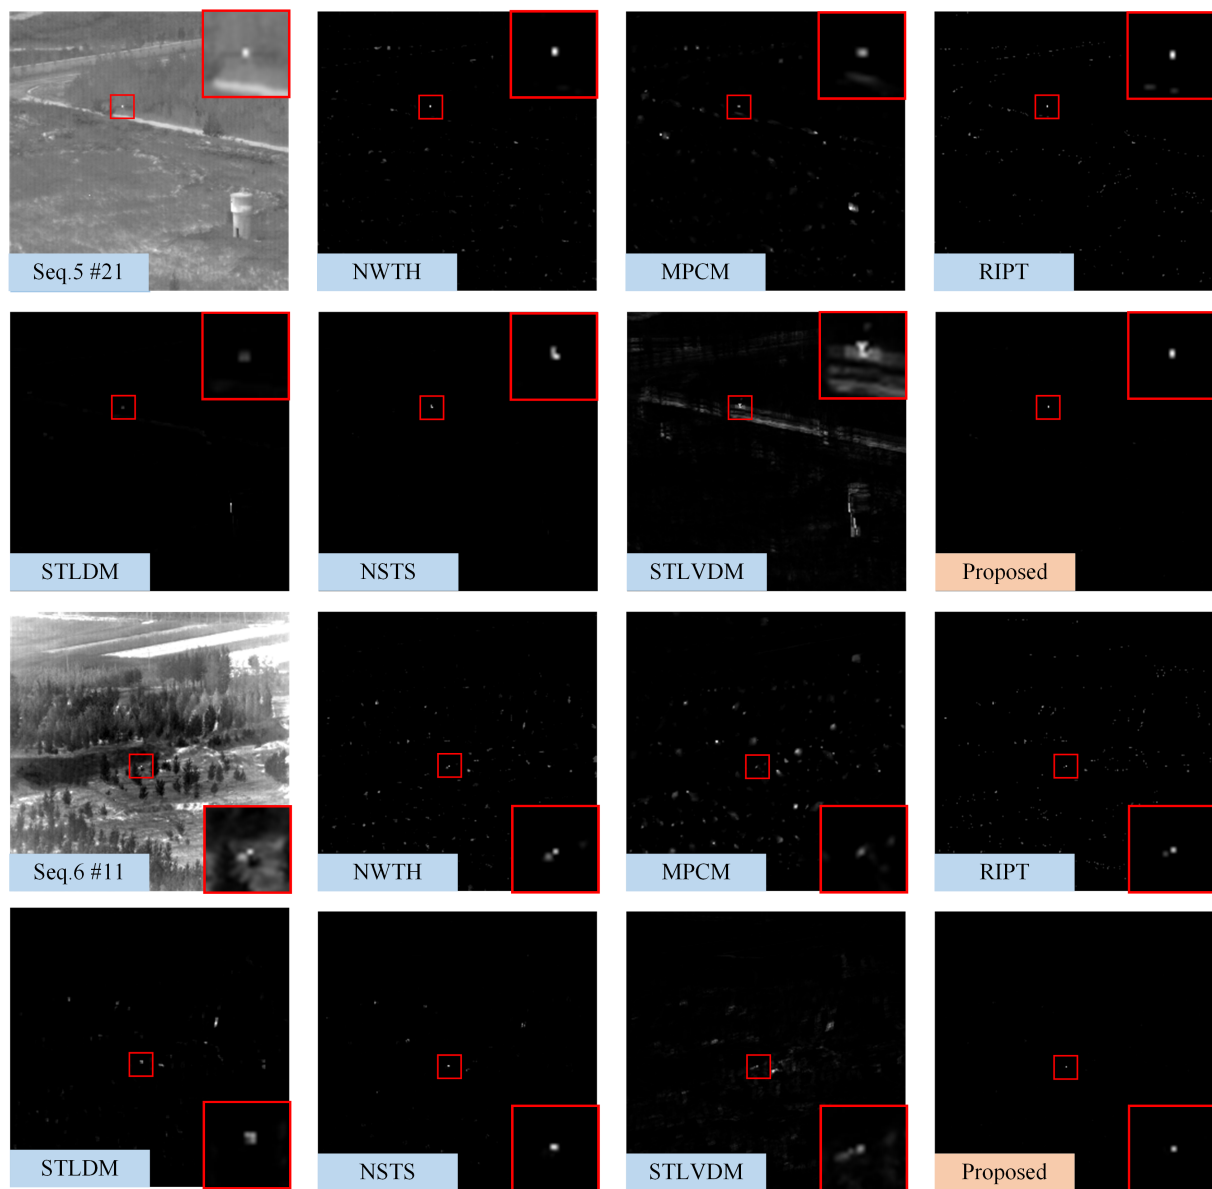 Seq.5 #21
NWTH
MPCM
RIPT
STLDM
NSTS
STLVDM
Proposed
Seq.6 #11
NWTH
MPCM
RIPT
STLDM
NSTS
STLVDM
Proposed